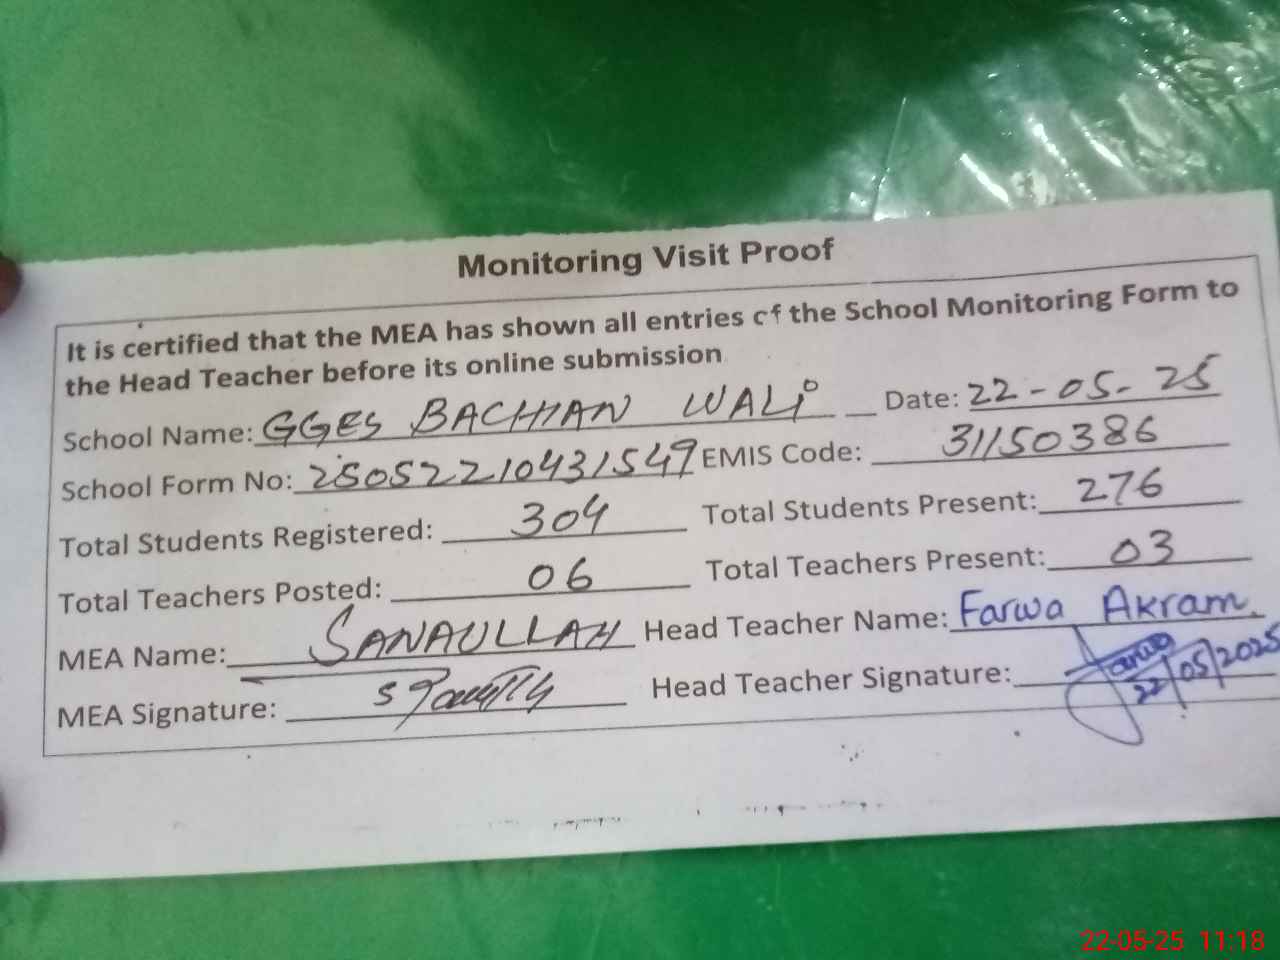 Monitoring Visit Proof
It is certified that the MEA has shown all entries of the School Monitoring Form to
the Head Teacher before its online submission
School Name: GGES BACHIAN WALI Date: 22-05-25
School Form No: 25052210431549 EMIS Code: 31150386
Total Students Registered: 304 Total Students Present: 276
Total Teachers Posted: 06 Total Teachers Present: 03
MEA Name: SANAULLAH Head Teacher Name: Farwa Akram.
MEA Signature: Head Teacher Signature: Farwa
22/05/2025
22-05-25 11:18